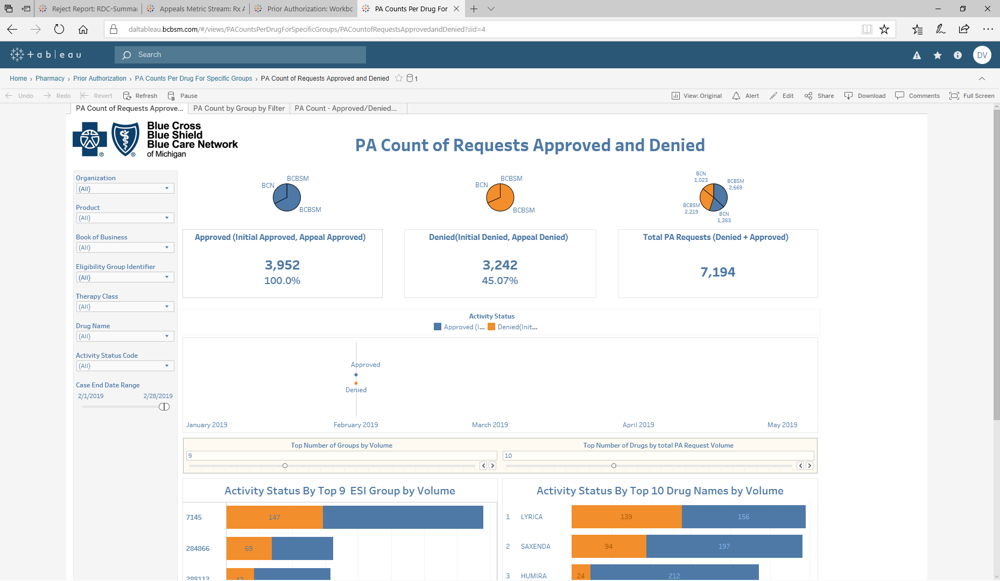 Reject Report: RDC-Summar
Appeals Metric Stream: Rx A
Prior Authorization: Workbo
PA Counts Per Drug For
daltableau.bcbsm.com/#/views/PACountsPerDrugForSpecificGroups/PACountofRequestsApprovedandDenied?:iid=4
+ a b l e a u
Search
DV
Home › Pharmacy › Prior Authorization › PA Counts Per Drug For Specific Groups › PA Count of Requests Approved and Denied 1
Undo Redo Revert Refresh Pause View: Original Alert Edit Share Download Comments Full Screen
PA Count of Requests Approve... PA Count by Group by Filter PA Count - Approved/Denied...
Blue Cross
Blue Shield
Blue Care Network
of Michigan
PA Count of Requests Approved and Denied
Organization
(All)
Product
(All)
Book of Business
(All)
Eligibility Group Identifier
(All)
Therapy Class
(All)
Drug Name
(All)
Activity Status Code
(All)
Case End Date Range
2/1/2019 2/28/2019
BCBSM
BCN
BCBSM
BCBSM
BCN
BCBSM
BCN
1,023
BCBSM
2,669
BCBSM
2,219
BCN
1,283
Approved (Initial Approved, Appeal Approved)
3,952
100.0%
Denied(Initial Denied, Appeal Denied)
3,242
45.07%
Total PA Requests (Denied + Approved)
7,194
Activity Status
Approved (I... Denied(Init...
Approved
Denied
January 2019 February 2019 March 2019 April 2019 May 2019
Top Number of Groups by Volume
9
Top Number of Drugs by total PA Request Volume
10
Activity Status By Top 9 ESI Group by Volume
7145 147
284866 69
288113 42
Activity Status By Top 10 Drug Names by Volume
1 LYRICA 139 156
2 SAXENDA 94 197
3 HUMIRA 24 212